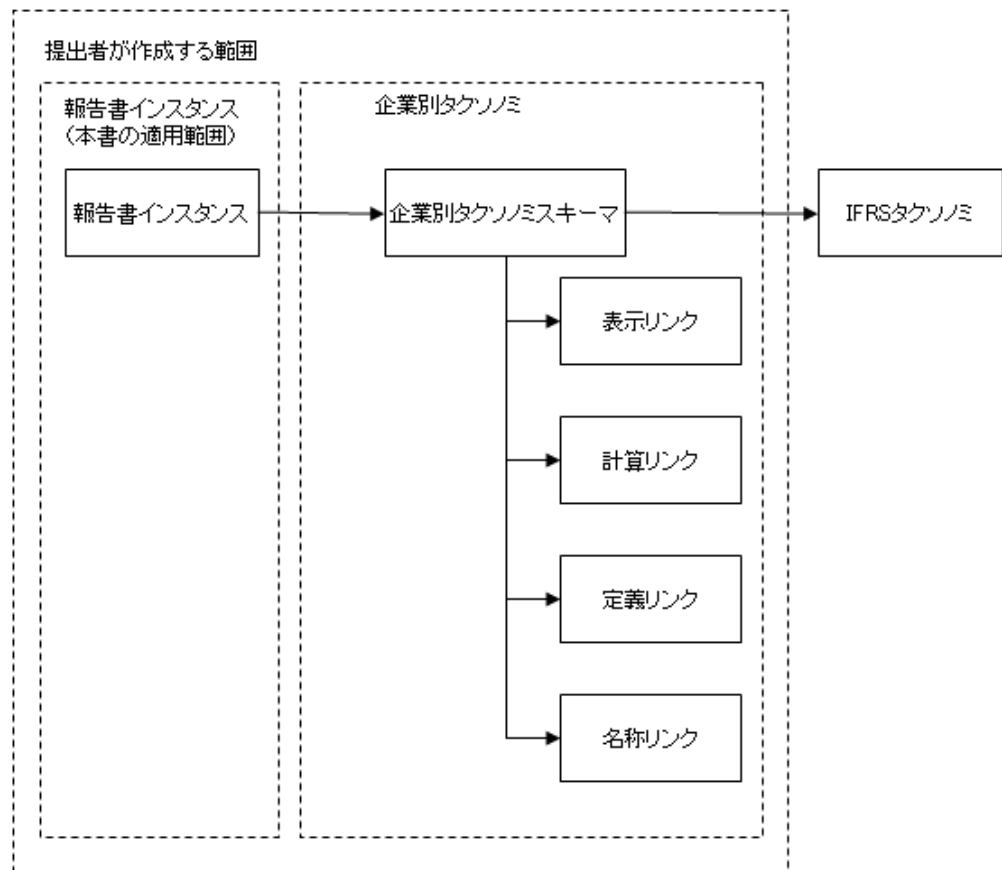 提出者が作成する範囲
報告書インスタンス
（本書の適用範囲）
企業別タクソノミ
報告書インスタンス
企業別タクソノミスキーマ
IFRSタクソノミ
表示リンク
計算リンク
定義リンク
名称リンク